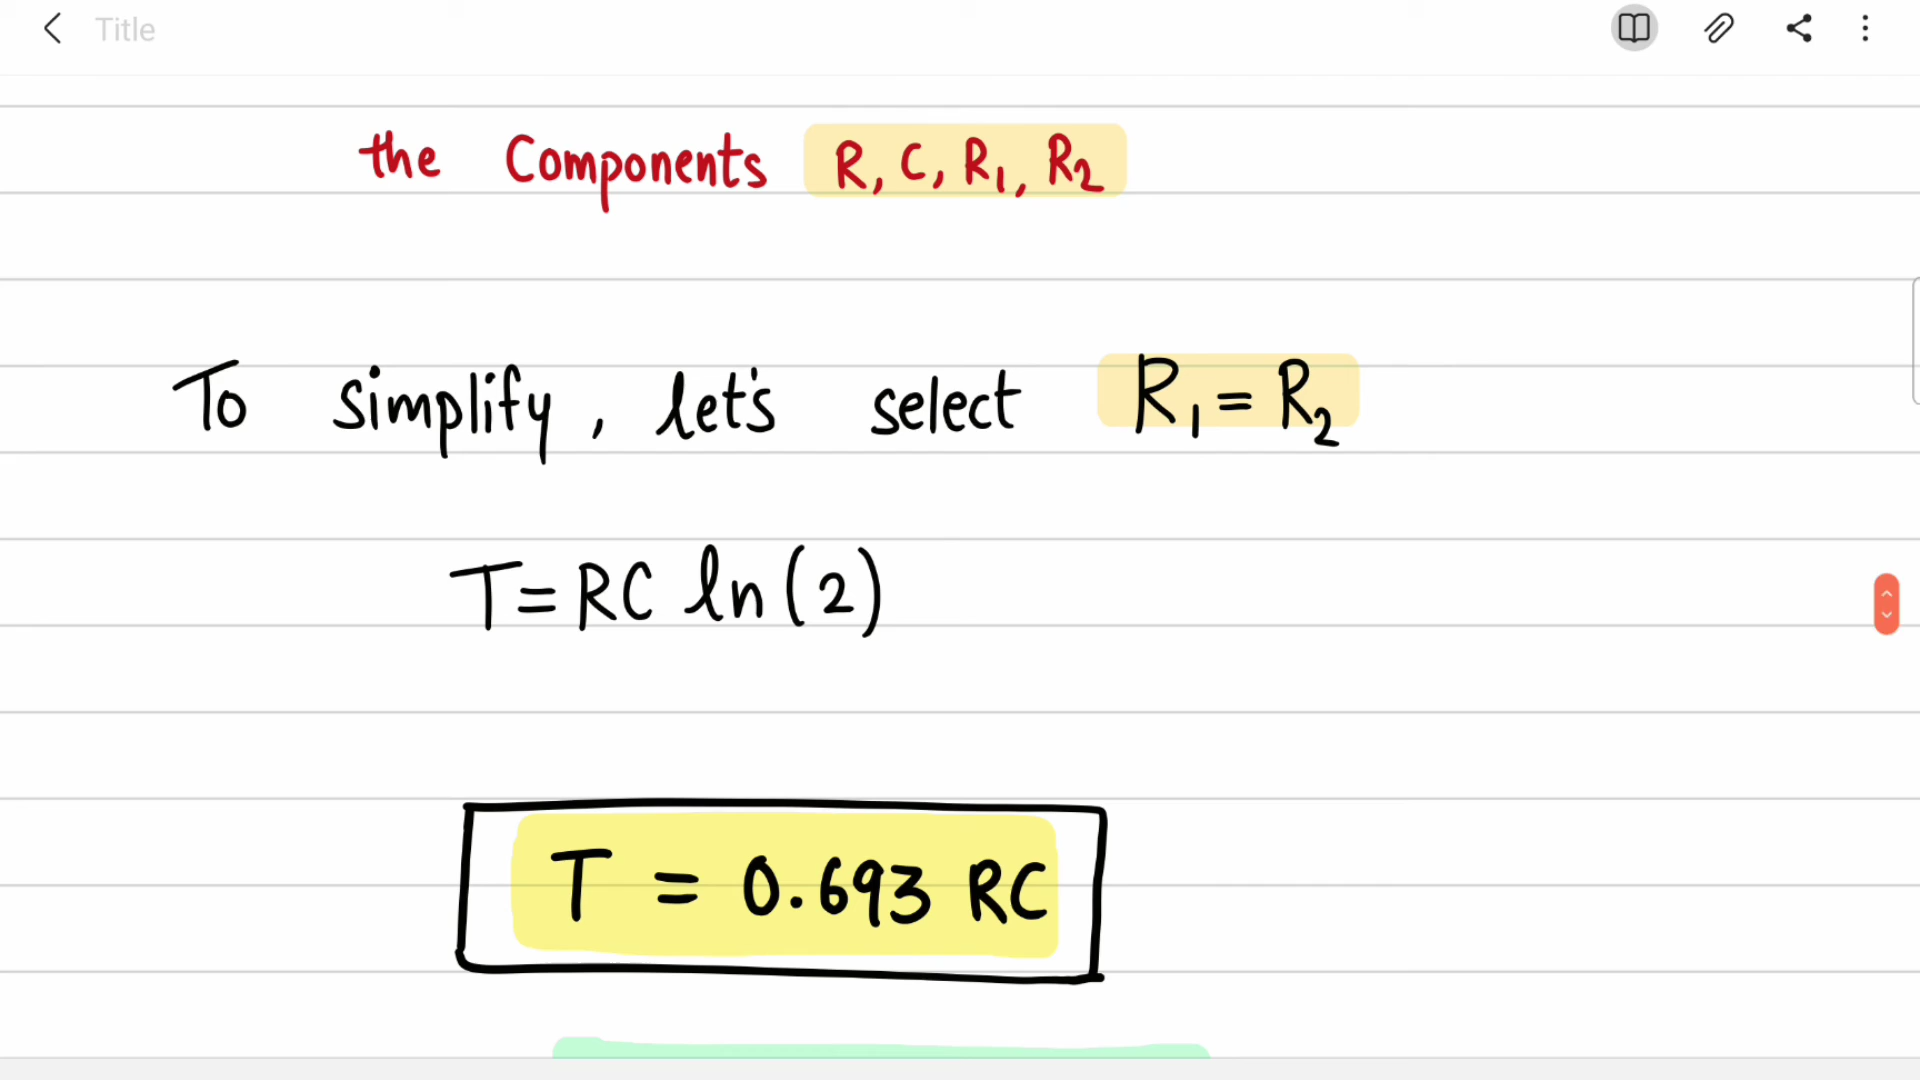 Title
the Components R, C, R₁, R₂
To simplify, let's select R₁ = R₂
T = RC ln(2)
T = 0.693 RC